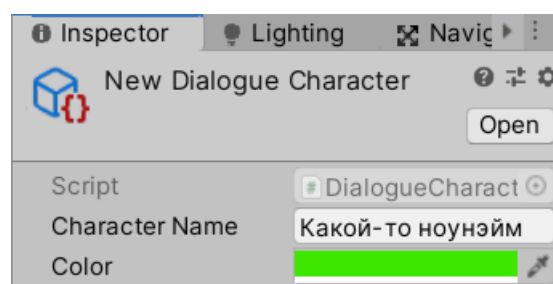 Inspector Lighting Navig
New Dialogue Character
Open
Script DialogueCharact
Character Name Какой-то ноунэйм
Color